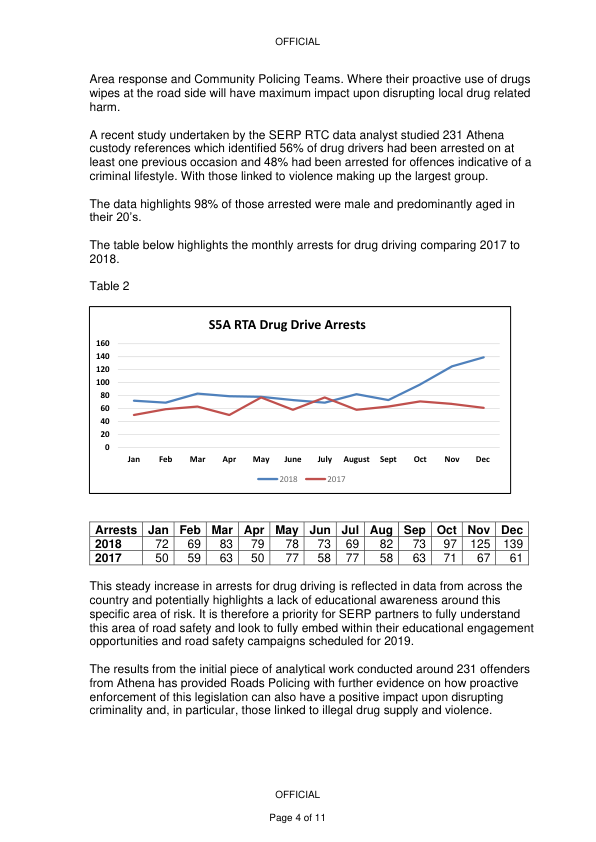 OFFICIAL
Area response and Community Policing Teams. Where their proactive use of drugs
wipes at the road side will have maximum impact upon disrupting local drug related
harm.
A recent study undertaken by the SERP RTC data analyst studied 231 Athena
custody references which identified 56% of drug drivers had been arrested on at
least one previous occasion and 48% had been arrested for offences indicative of a
criminal lifestyle. With those linked to violence making up the largest group.
The data highlights 98% of those arrested were male and predominantly aged in
their 20's.
The table below highlights the monthly arrests for drug driving comparing 2017 to
2018.
Table 2
S5A RTA Drug Drive Arrests
160
140
120
100
80
60
40
20
0
Jan Feb Mar Apr May June July August Sept Oct Nov Dec
2018 2017
Arrests Jan Feb Mar Apr May Jun Jul Aug Sep Oct Nov Dec
2018 72 69 83 79 78 73 69 82 73 97 125 139
2017 50 59 63 50 77 58 77 58 63 71 67 61
This steady increase in arrests for drug driving is reflected in data from across the
country and potentially highlights a lack of educational awareness around this
specific area of risk. It is therefore a priority for SERP partners to fully understand
this area of road safety and look to fully embed within their educational engagement
opportunities and road safety campaigns scheduled for 2019.
The results from the initial piece of analytical work conducted around 231 offenders
from Athena has provided Roads Policing with further evidence on how proactive
enforcement of this legislation can also have a positive impact upon disrupting
criminality and, in particular, those linked to illegal drug supply and violence.
OFFICIAL
Page 4 of 11